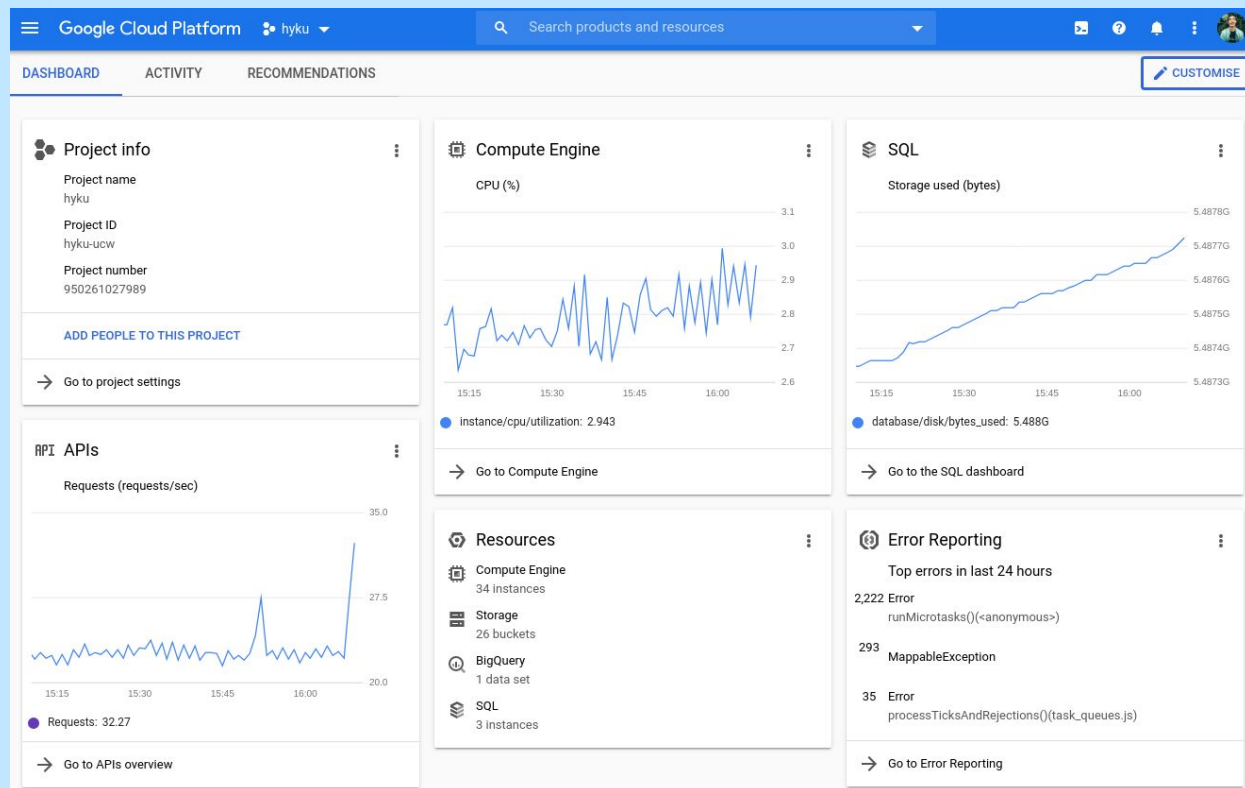 Google Cloud Platform hyku Search products and resources
DASHBOARD ACTIVITY RECOMMENDATIONS CUSTOMISE
Project info
Project name
hyku
Project ID
hyku-ucw
Project number
950261027989
ADD PEOPLE TO THIS PROJECT
Go to project settings
API APIs
Requests (requests/sec)
35.0
27.5
20.0
15:15 15:30 15:45 16:00
Requests: 32.27
Go to APIs overview
Compute Engine
CPU (%)
3.1
3.0
2.9
2.8
2.7
2.6
15:15 15:30 15:45 16:00
instance/cpu/utilization: 2.943
Go to Compute Engine
Resources
Compute Engine
34 instances
Storage
26 buckets
BigQuery
1 data set
SQL
3 instances
SQL
Storage used (bytes)
5.4878G
5.4877G
5.4876G
5.4875G
5.4874G
5.4873G
15:15 15:30 15:45 16:00
database/disk/bytes_used: 5.488G
Go to the SQL dashboard
Error Reporting
Top errors in last 24 hours
2,222 Error
runMicrotasks()(<anonymous>)
293 MappableException
35 Error
processTicksAndRejections()(task_queues.js)
Go to Error Reporting